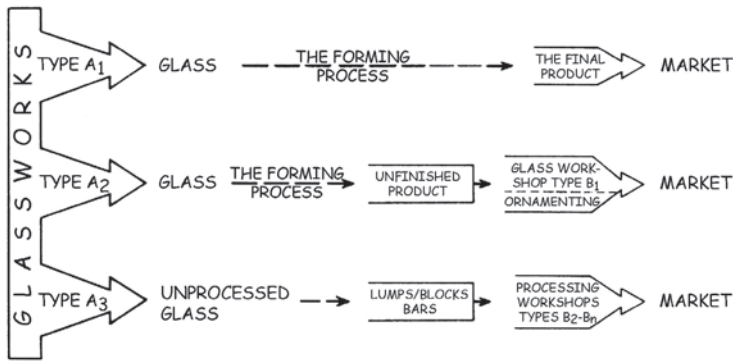 GLASSWORKS
TYPE A1
GLASS
THE FORMING
PROCESS
THE FINAL
PRODUCT
MARKET
TYPE A2
GLASS
THE FORMING
PROCESS
UNFINISHED
PRODUCT
GLASS WORK-
SHOP TYPE B1
ORNAMENTING
MARKET
TYPE A3
UNPROCESSED
GLASS
LUMPS/BLOCKS
BARS
PROCESSING
WORKSHOPS
TYPES B2-Bn
MARKET